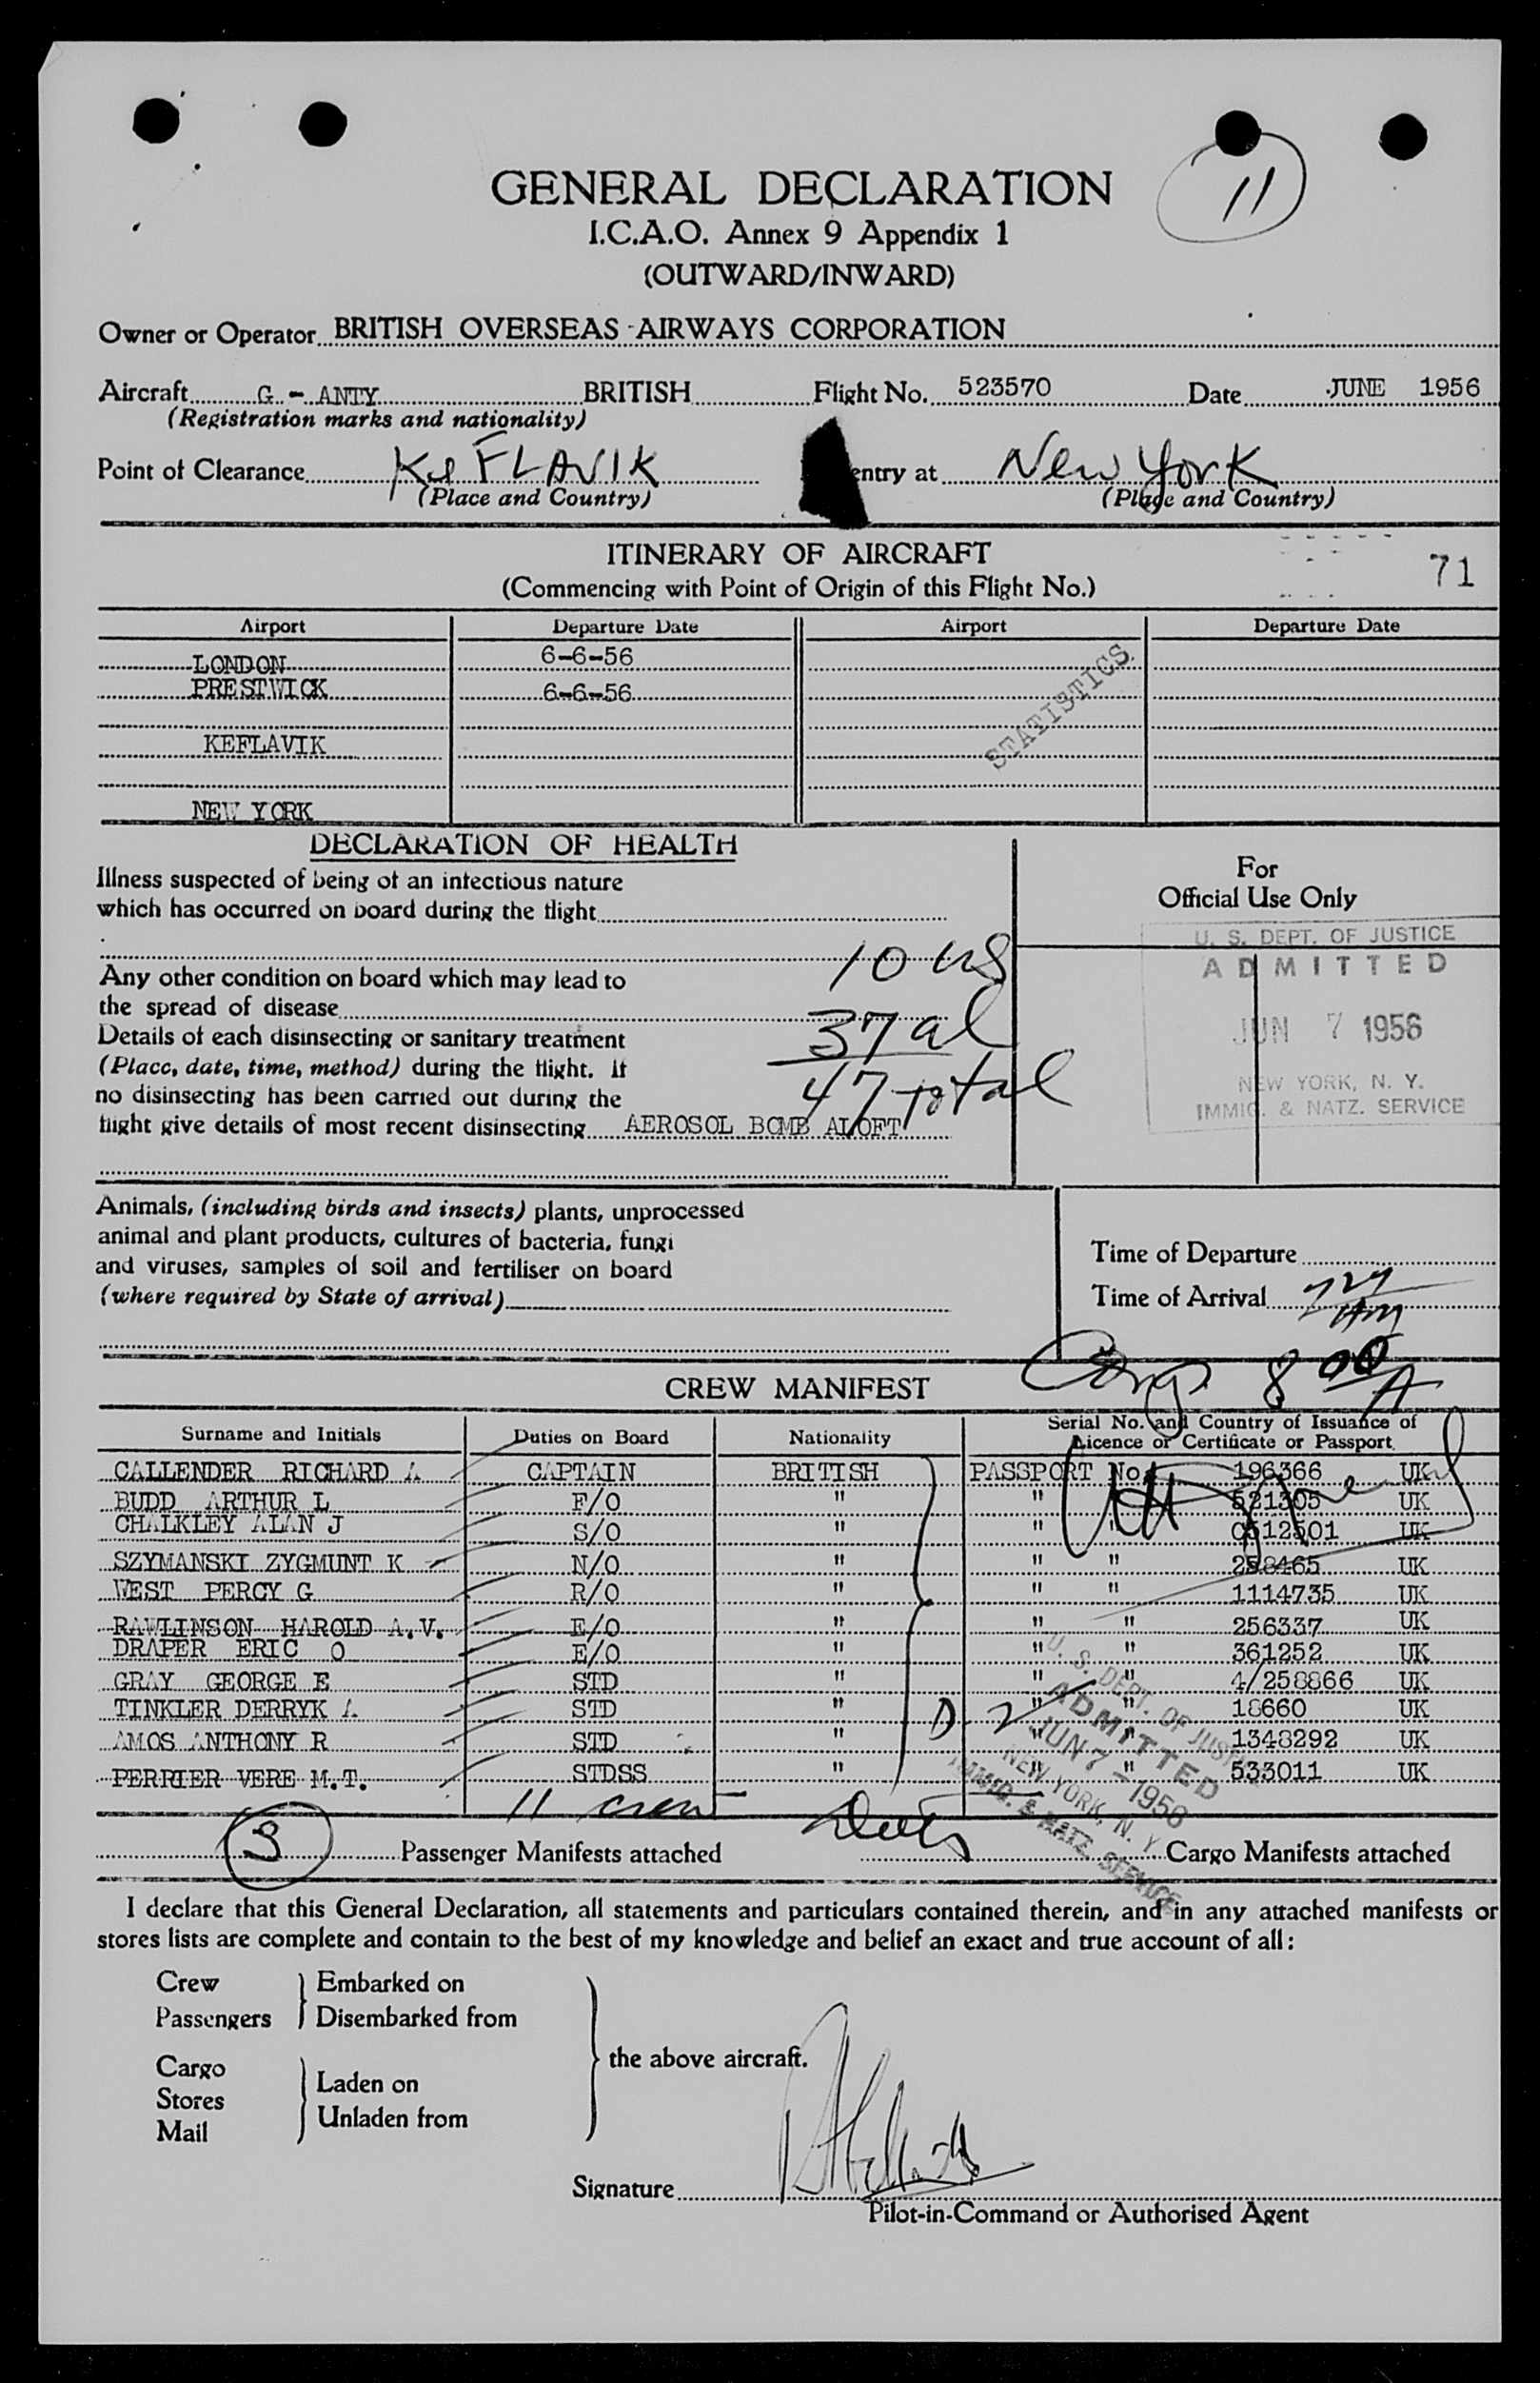 11
GENERAL DECLARATION
I.C.A.O. Annex 9 Appendix 1
(OUTWARD/INWARD)
Owner or Operator BRITISH OVERSEAS AIRWAYS CORPORATION
Aircraft G - ANTY BRITISH Flight No. 523570 Date JUNE 1956
(Registration marks and nationality)
Point of Clearance KeFLAVIK entry at New York
(Place and Country) (Place and Country)
ITINERARY OF AIRCRAFT
(Commencing with Point of Origin of this Flight No.)
71
Airport Departure Date Airport Departure Date
LONDON 6-6-56
PRESTWICK 6-6-56
STATISTICS
KEFLAVIK
NEW YORK
DECLARATION OF HEALTH
For
Official Use Only
Illness suspected of being of an infectious nature
which has occurred on board during the flight
U. S. DEPT. OF JUSTICE
ADMITTED
JUN 7 1956
NEW YORK, N. Y.
IMMIG. & NATZ. SERVICE
10 us
Any other condition on board which may lead to
the spread of disease
37 al
Details of each disinsecting or sanitary treatment
(Place, date, time, method) during the flight. If
47 total
no disinsecting has been carried out during the
flight give details of most recent disinsecting AEROSOL BOMB ALOFT
Animals, (including birds and insects) plants, unprocessed
animal and plant products, cultures of bacteria, fungi
and viruses, samples of soil and fertiliser on board
(where required by State of arrival)
Time of Departure
Time of Arrival 727 AM
8 00 A
CREW MANIFEST
Surname and Initials Duties on Board Nationality Serial No. and Country of Issuance of
Licence or Certificate or Passport
CALLENDER RICHARD A CAPTAIN BRITISH PASSPORT No. 196366 UK
BUDD ARTHUR L F/O " " 521305 UK
CHALKLEY ALAN J S/O " " " 0512501 UK
SZYMANSKI ZYGMUNT K N/O " " " 258465 UK
WEST PERCY G R/O " " " 1114735 UK
RAWLINSON HAROLD A.V. E/O " " " 256337 UK
DRAPER ERIC O E/O " " " 361252 UK
GRAY GEORGE E STD " " " 4/258866 UK
TINKLER DERRYK A STD " " " 18660 UK
AMOS ANTHONY R STD " " " 1348292 UK
PERRIER VERE M.T. STDSS " " " 533011 UK
D 2
U. S. DEPT. OF JUSTICE
ADMITTED
JUN 7 - 1956
NEW YORK, N. Y.
IMMIG. & NATZ. SERVICE
11 crew
3 Passenger Manifests attached Cargo Manifests attached
I declare that this General Declaration, all statements and particulars contained therein, and in any attached manifests or
stores lists are complete and contain to the best of my knowledge and belief an exact and true account of all:
Crew Embarked on
Passengers Disembarked from
the above aircraft.
Cargo
Stores Laden on
Mail Unladen from
Signature
Pilot-in-Command or Authorised Agent